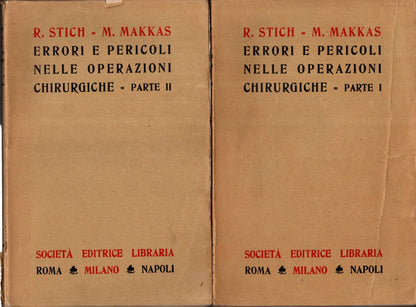 R. STICH - M. MAKKAS
ERRORI E PERICOLI
NELLE OPERAZIONI
CHIRURGICHE - PARTE II
SOCIETÀ EDITRICE LIBRARIA
ROMA MILANO NAPOLI
R. STICH - M. MAKKAS
ERRORI E PERICOLI
NELLE OPERAZIONI
CHIRURGICHE - PARTE I
SOCIETÀ EDITRICE LIBRARIA
ROMA MILANO NAPOLI